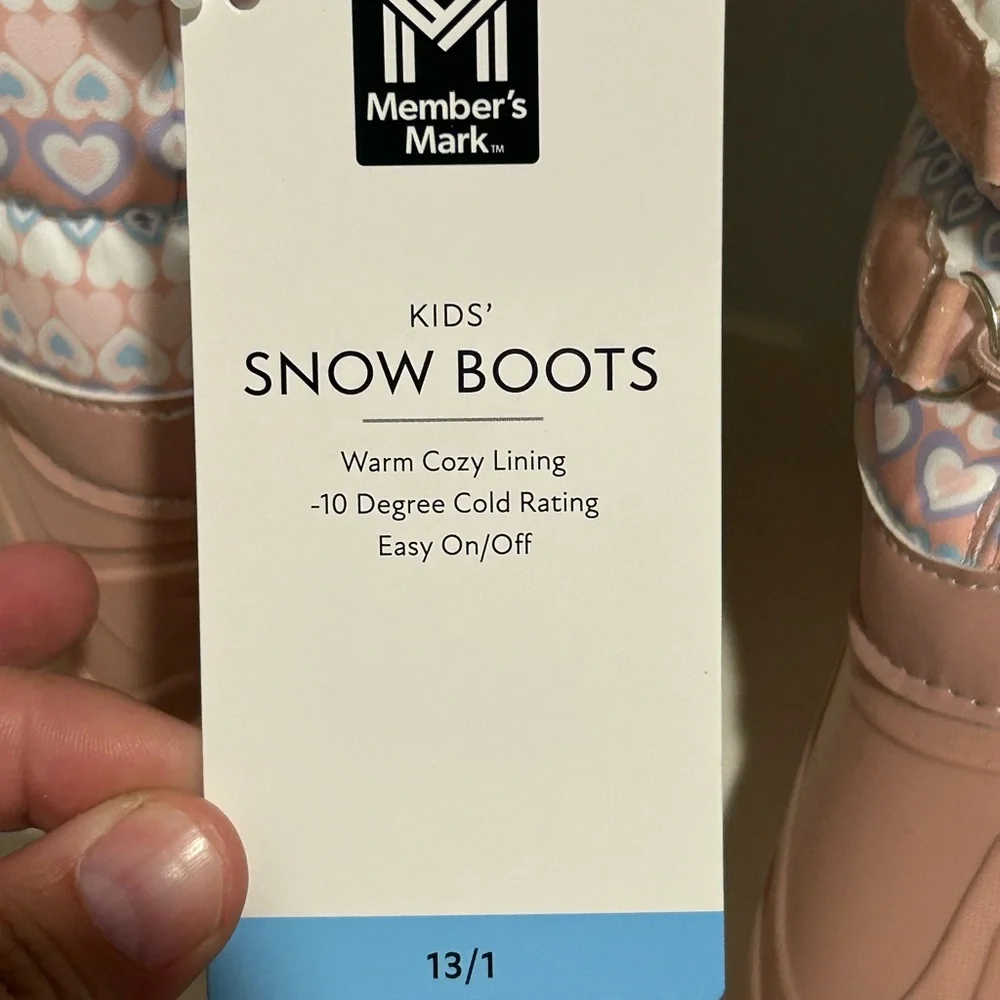 Member's
Mark™
KIDS'
SNOW BOOTS
Warm Cozy Lining
-10 Degree Cold Rating
Easy On/Off
13/1